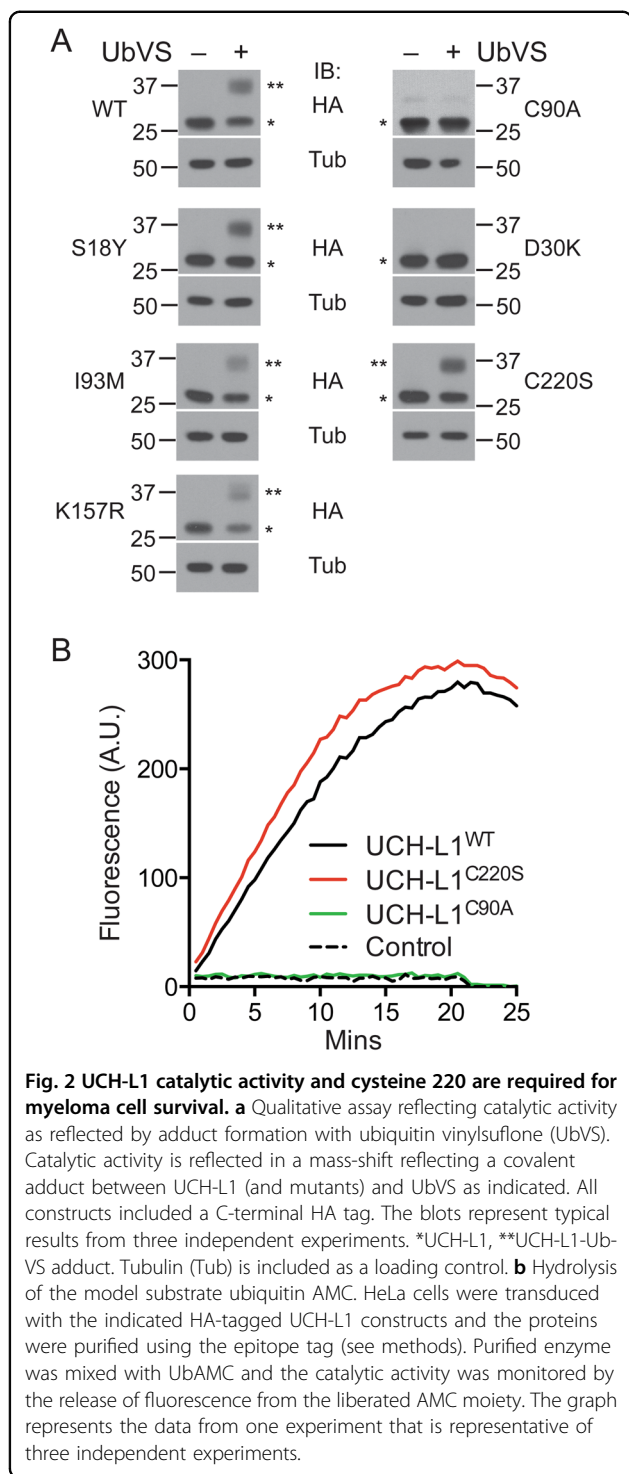 A
UbVS – + IB: – + UbVS
WT 37 ** HA C90A 37
25 * * 25
50 Tub 50
S18Y 37 ** HA D30K 37
25 * * 25
50 Tub 50
I93M 37 ** HA ** 37 C220S
25 * * 25
50 Tub 50
K157R 37 ** HA
25 *
50 Tub
B
300
200
100
0
Fluorescence (A.U.)
UCH-L1WT
UCH-L1C220S
UCH-L1C90A
Control
0 5 10 15 20 25
Mins
Fig. 2 UCH-L1 catalytic activity and cysteine 220 are required for
myeloma cell survival. a Qualitative assay reflecting catalytic activity
as reflected by adduct formation with ubiquitin vinylsuflone (UbVS).
Catalytic activity is reflected in a mass-shift reflecting a covalent
adduct between UCH-L1 (and mutants) and UbVS as indicated. All
constructs included a C-terminal HA tag. The blots represent typical
results from three independent experiments. *UCH-L1, **UCH-L1-Ub-
VS adduct. Tubulin (Tub) is included as a loading control. b Hydrolysis
of the model substrate ubiquitin AMC. HeLa cells were transduced
with the indicated HA-tagged UCH-L1 constructs and the proteins
were purified using the epitope tag (see methods). Purified enzyme
was mixed with UbAMC and the catalytic activity was monitored by
the release of fluorescence from the liberated AMC moiety. The graph
represents the data from one experiment that is representative of
three independent experiments.